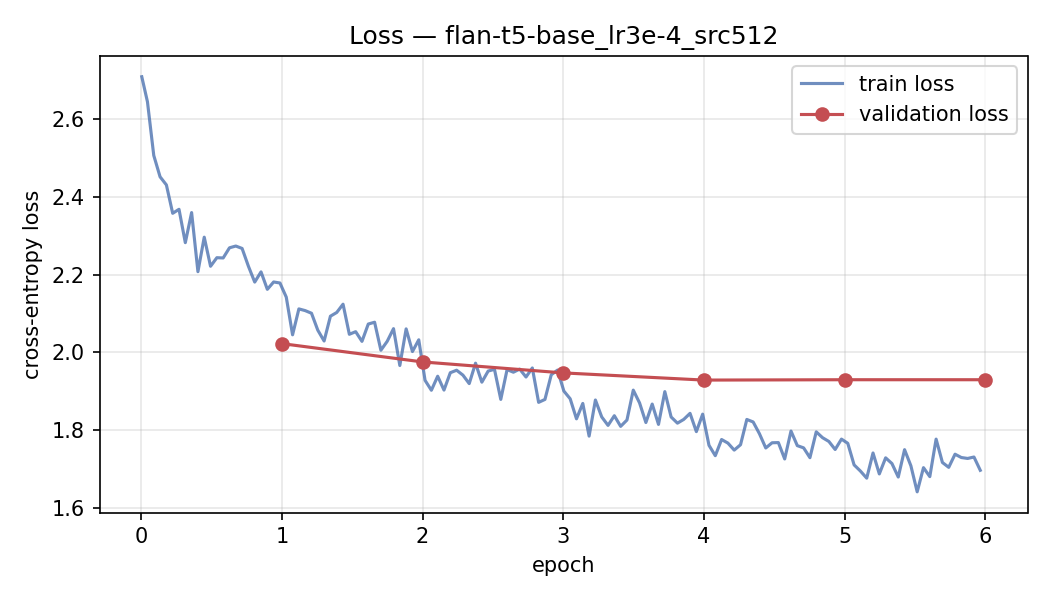 Loss — flan-t5-base_lr3e-4_src512
train loss
validation loss
cross-entropy loss
2.6
2.4
2.2
2.0
1.8
1.6
0 1 2 3 4 5 6
epoch